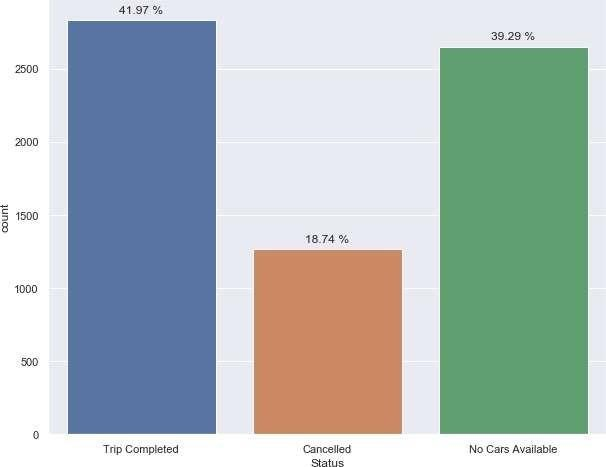 41.97 %
39.29 %
18.74 %
2500
2000
1500
1000
500
0
count
Trip Completed
Cancelled
No Cars Available
Status